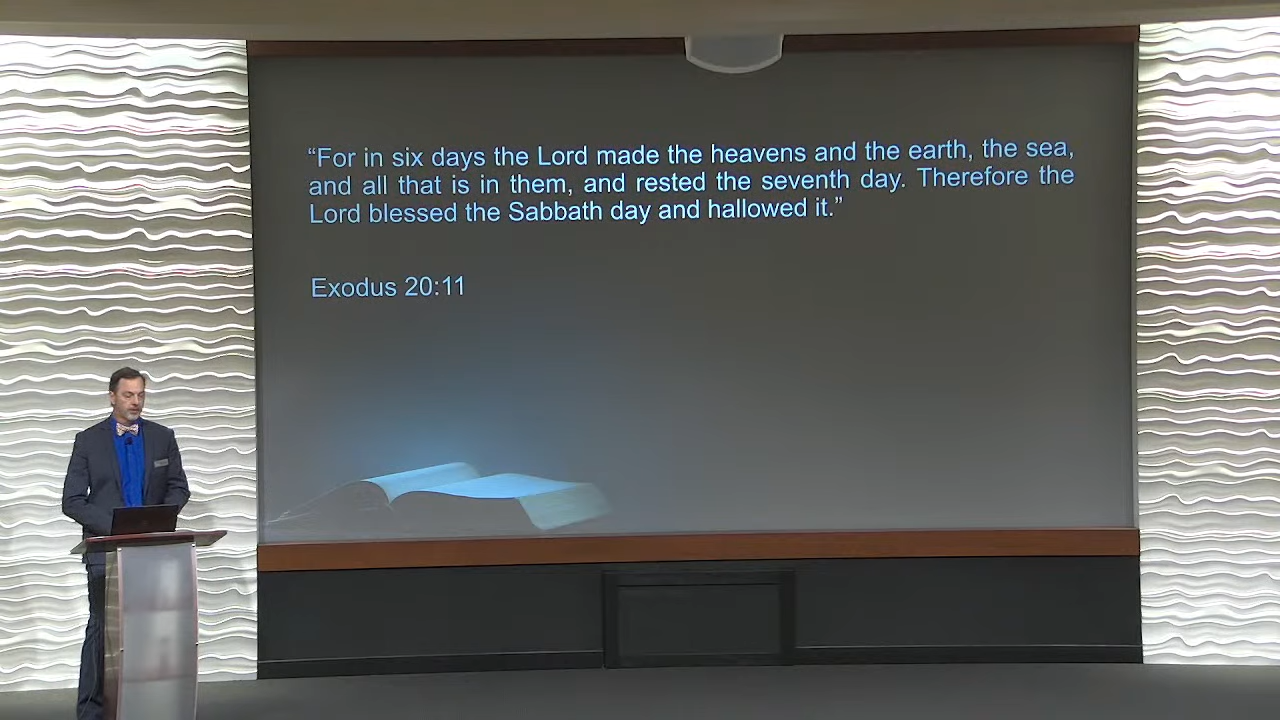 “For in six days the Lord made the heavens and the earth, the sea,
and all that is in them, and rested the seventh day. Therefore the
Lord blessed the Sabbath day and hallowed it.”
Exodus 20:11